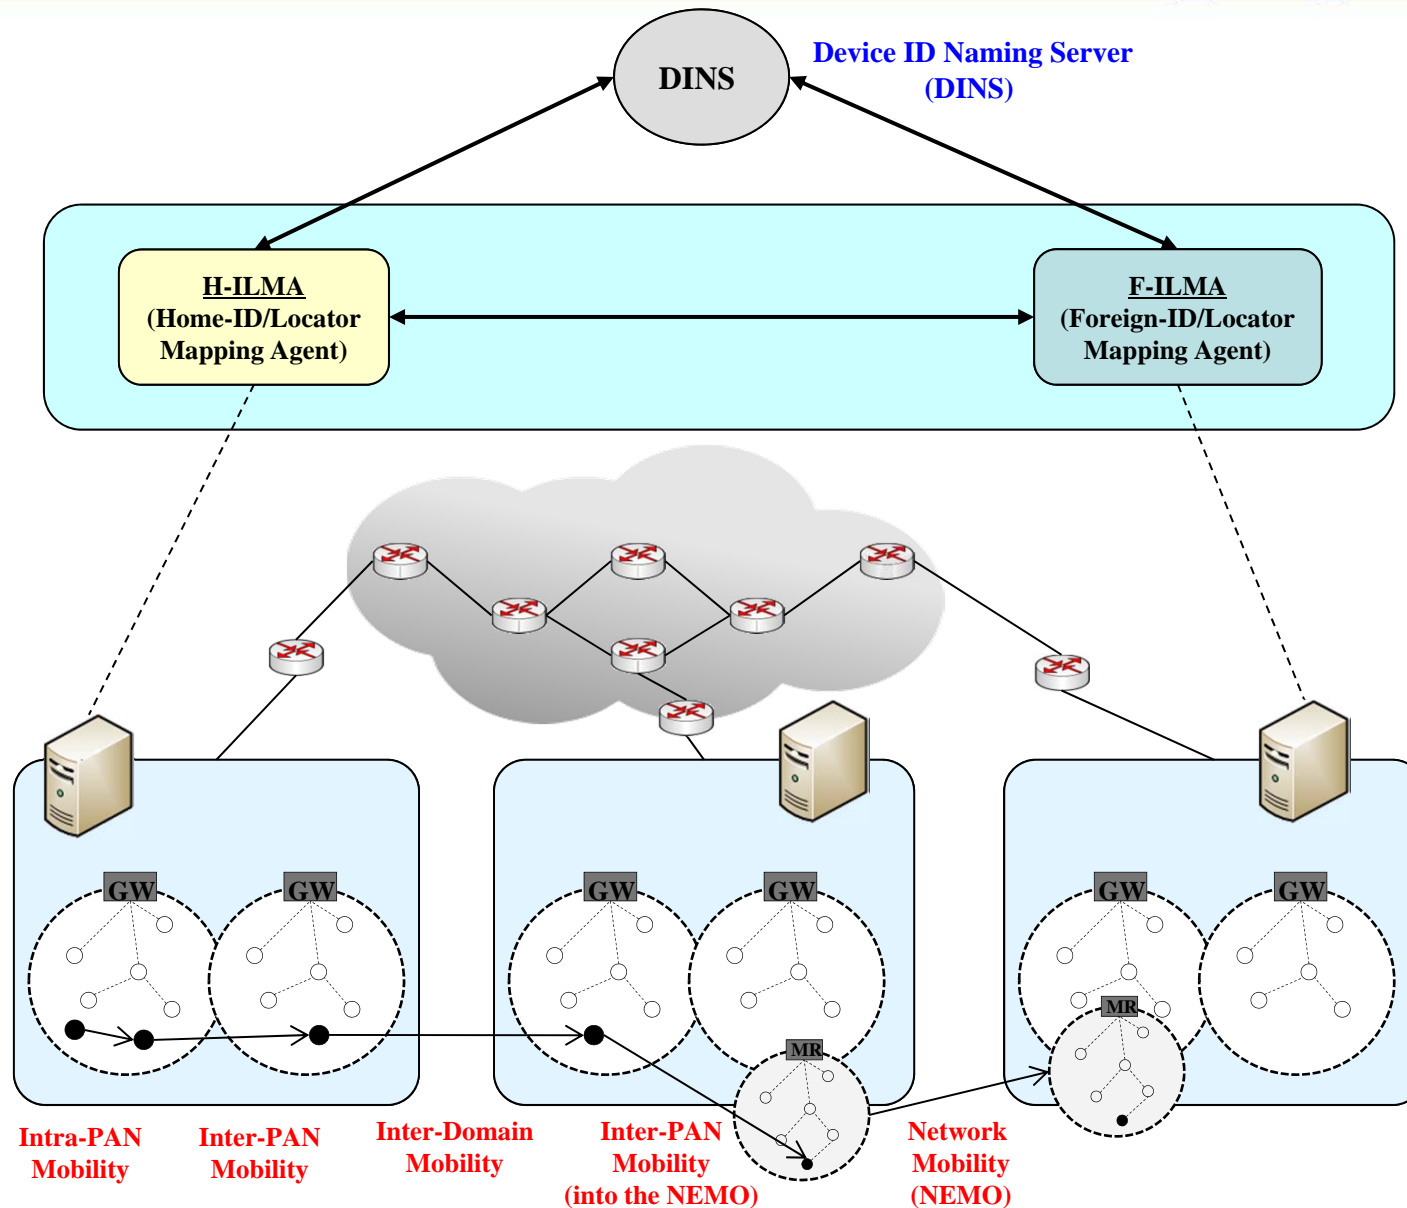 DINS
Device ID Naming Server
(DINS)
H-ILMA
(Home-ID/Locator
Mapping Agent)
F-ILMA
(Foreign-ID/Locator
Mapping Agent)
GW
GW
GW
GW
GW
GW
MR
MR
Intra-PAN
Mobility
Inter-PAN
Mobility
Inter-Domain
Mobility
Inter-PAN
Mobility
(into the NEMO)
Network
Mobility
(NEMO)